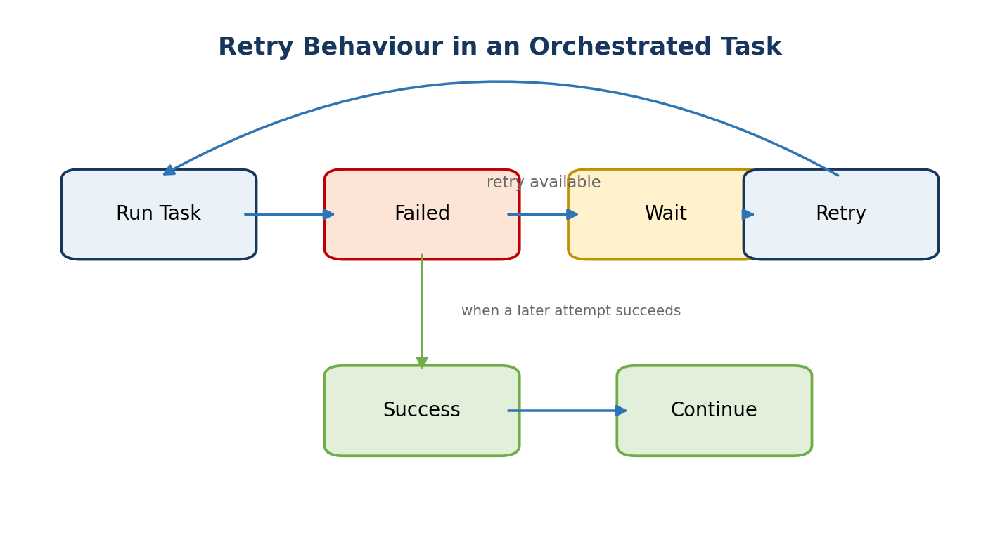 Retry Behaviour in an Orchestrated Task
retry available
Run Task
Failed
Wait
Retry
when a later attempt succeeds
Success
Continue